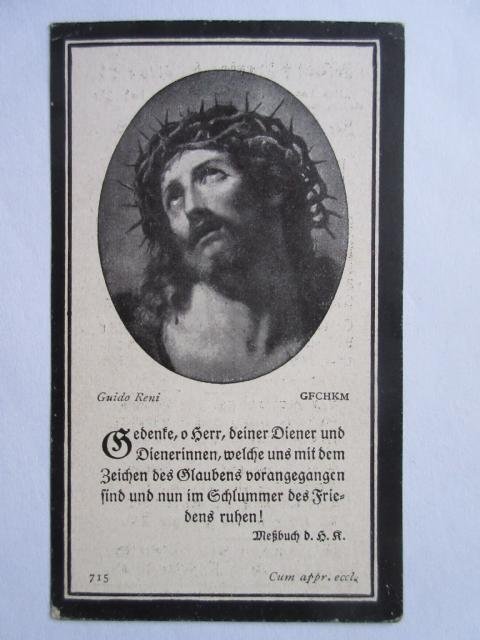 Guido Reni GFCHKM
Gedenke, o Herr, deiner Diener und
Dienerinnen, welche uns mit dem
Zeichen des Glaubens vorangegangen
sind und nun im Schlummer des Frie-
dens ruhen!
Meßbuch d. H. K.
715 Cum appr. eccl.